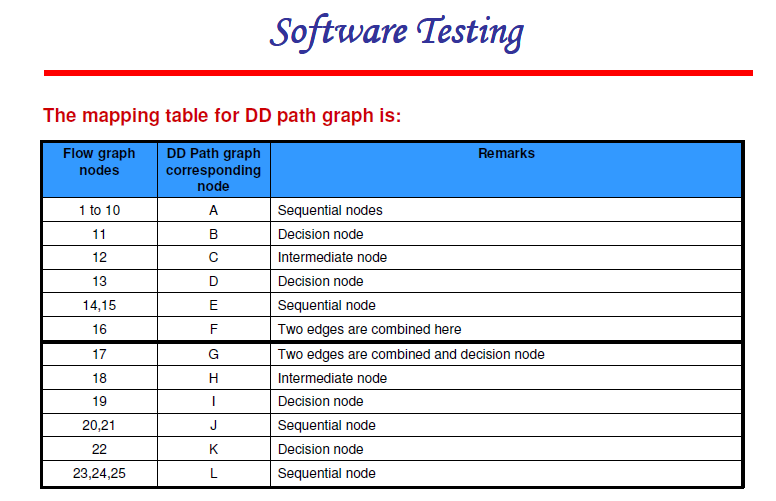 Software Testing
The mapping table for DD path graph is:
Flow graph nodes DD Path graph corresponding node Remarks
1 to 10 A Sequential nodes
11 B Decision node
12 C Intermediate node
13 D Decision node
14,15 E Sequential node
16 F Two edges are combined here
17 G Two edges are combined and decision node
18 H Intermediate node
19 I Decision node
20,21 J Sequential node
22 K Decision node
23,24,25 L Sequential node